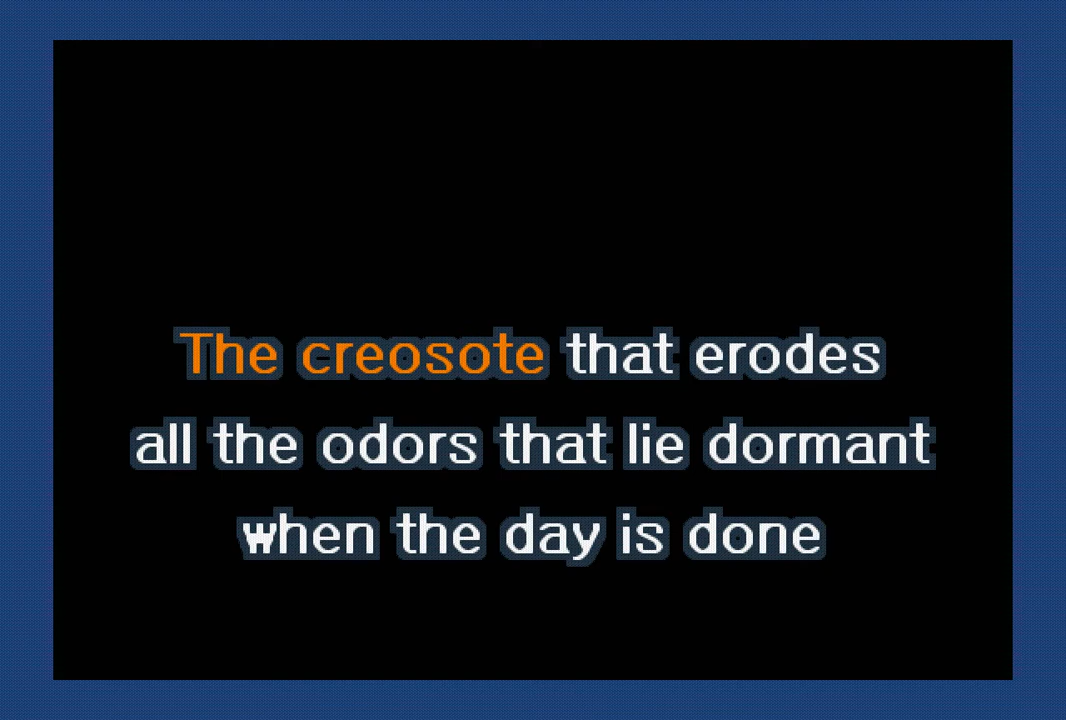 The creosote that erodes
all the odors that lie dormant
when the day is done